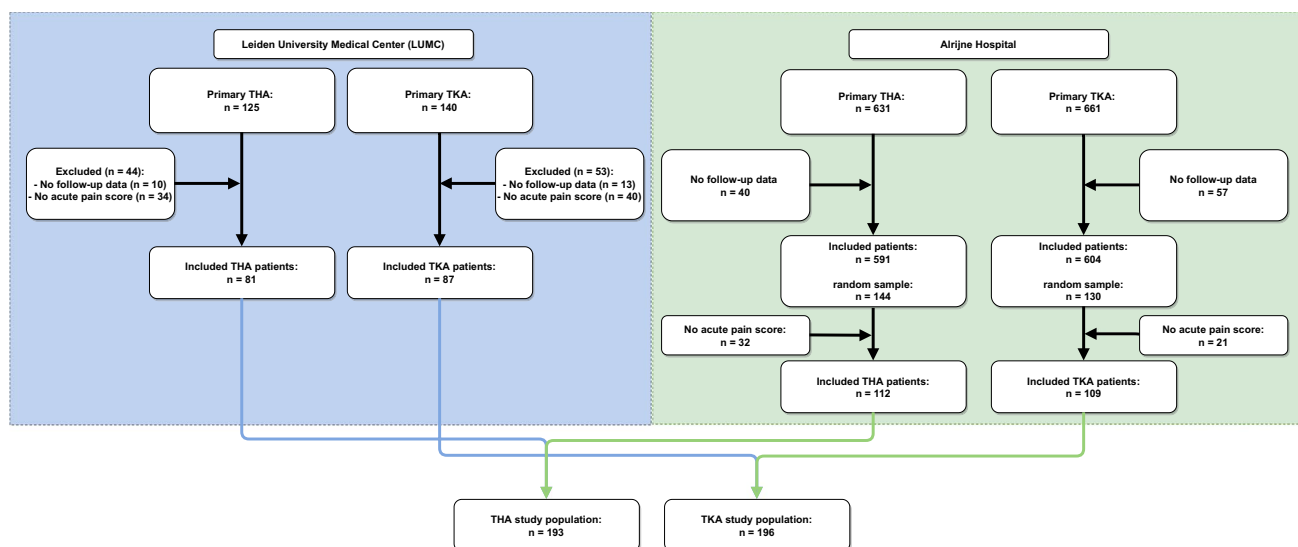 Leiden University Medical Center (LUMC)
Primary THA:
n = 125
Primary TKA:
n = 140
Excluded (n = 44):
- No follow-up data (n = 10)
- No acute pain score (n = 34)
Excluded (n = 53):
- No follow-up data (n = 13)
- No acute pain score (n = 40)
Included THA patients:
n = 81
Included TKA patients:
n = 87
Alrijne Hospital
Primary THA:
n = 631
Primary TKA:
n = 661
No follow-up data
n = 40
No follow-up data
n = 57
Included patients:
n = 591
random sample:
n = 144
Included patients:
n = 604
random sample:
n = 130
No acute pain score:
n = 32
No acute pain score:
n = 21
Included THA patients:
n = 112
Included TKA patients:
n = 109
THA study population:
n = 193
TKA study population:
n = 196